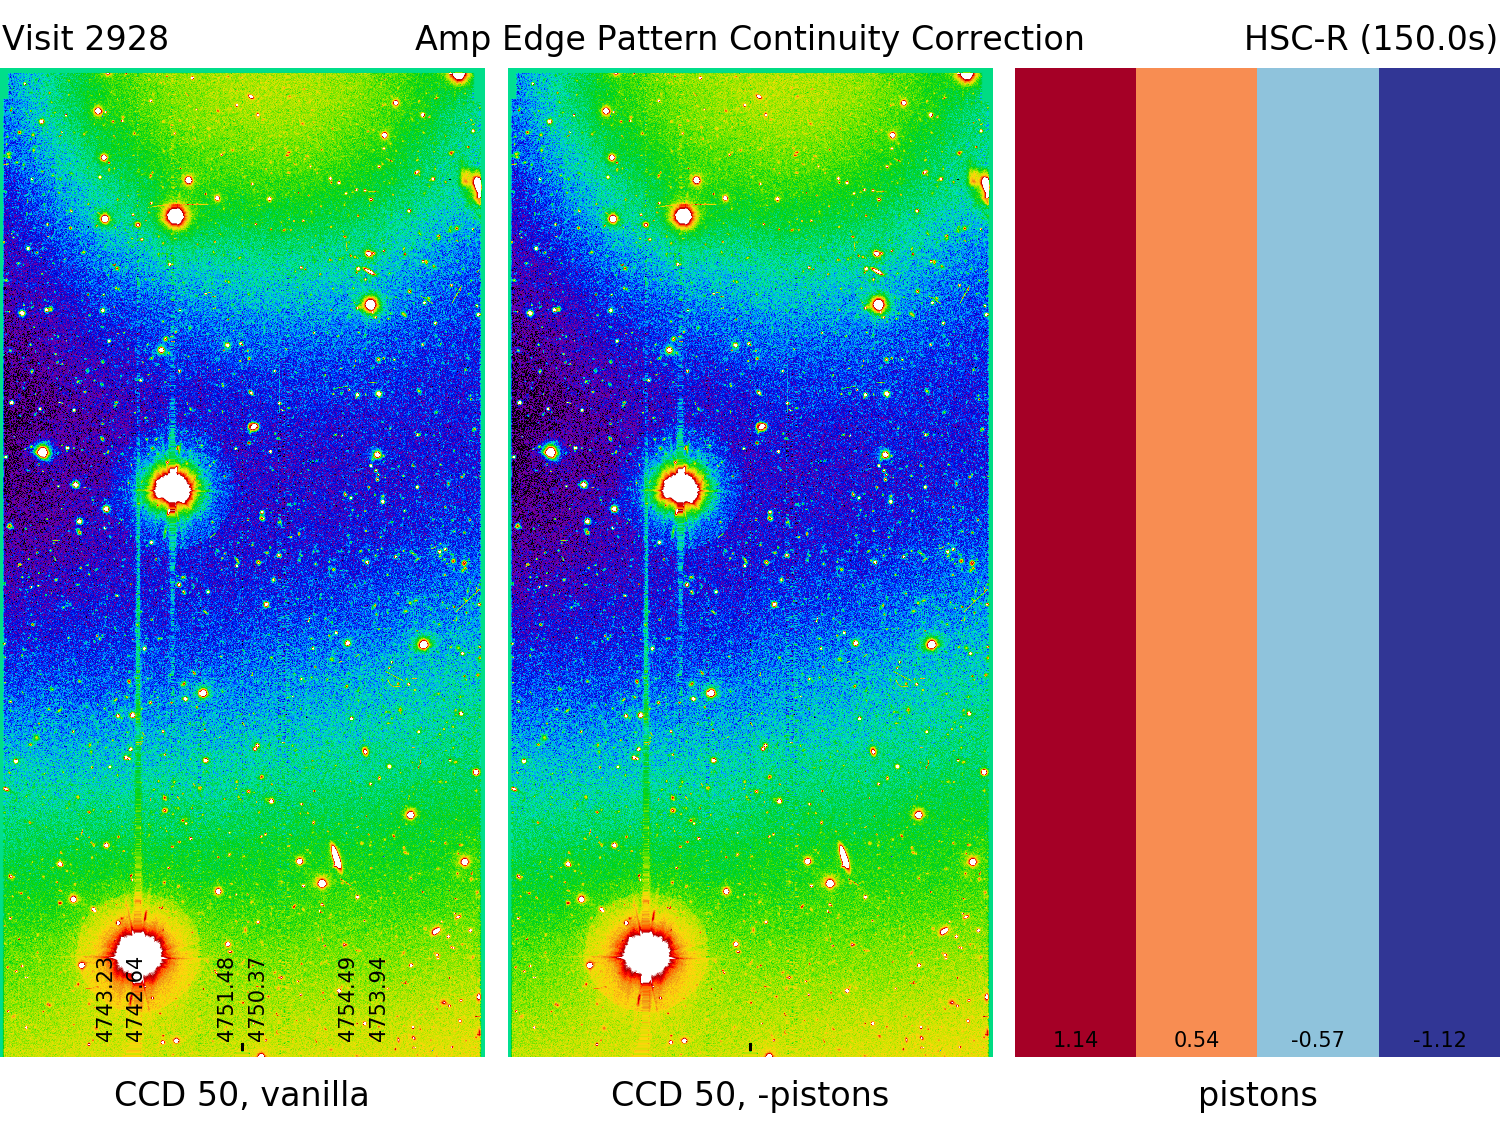 Visit 2928
Amp Edge Pattern Continuity Correction
HSC-R (150.0s)
4743.23
4742.64
4751.48
4750.37
4754.49
4753.94
1.14
0.54
-0.57
-1.12
CCD 50, vanilla
CCD 50, -pistons
pistons